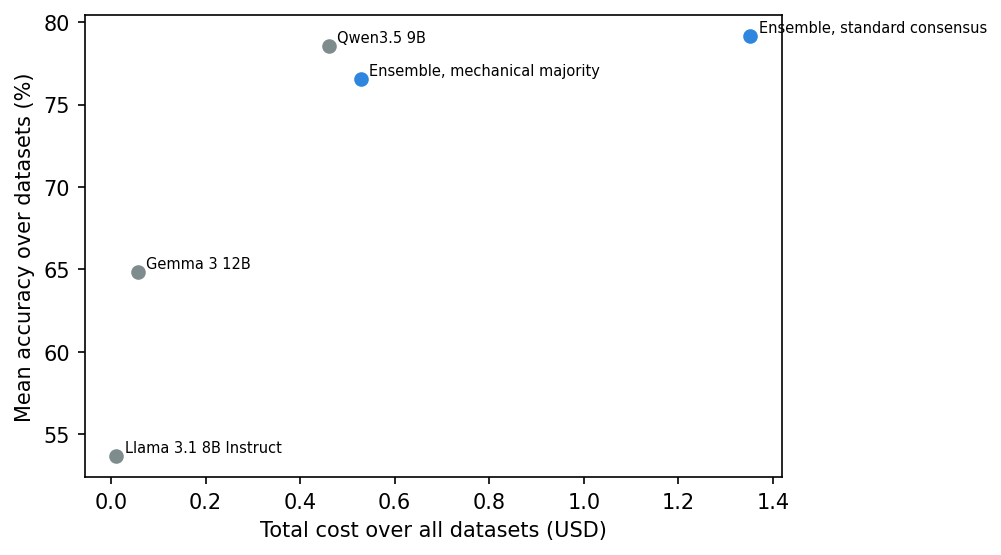 80
Qwen3.5 9B
Ensemble, standard consensus
Ensemble, mechanical majority
75
70
65
Gemma 3 12B
60
55
Llama 3.1 8B Instruct
Mean accuracy over datasets (%)
0.0 0.2 0.4 0.6 0.8 1.0 1.2 1.4
Total cost over all datasets (USD)